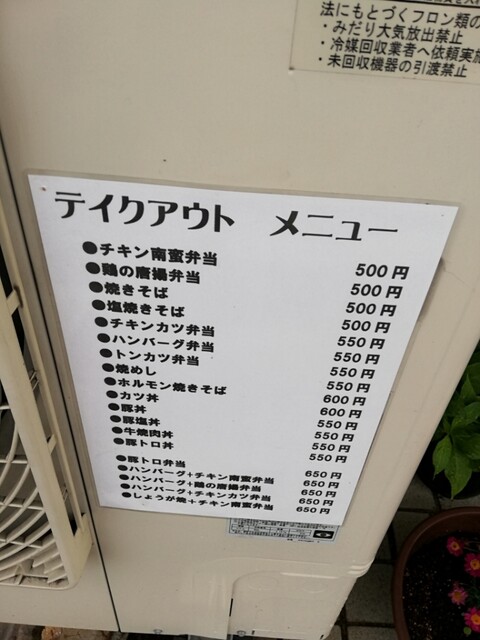 法にもとづくフロン類の
・みだり大気放出禁止
・冷媒回収業者へ依頼実施
・未回収機器の引渡禁止
テイクアウト メニュー
●チキン南蛮弁当 500円
●鶏の唐揚弁当 500円
●焼きそば 500円
●塩焼きそば 500円
●チキンカツ弁当 550円
●ハンバーグ弁当 550円
●トンカツ弁当 550円
●焼めし 550円
●ホルモン焼きそば 600円
●カツ丼 600円
●豚丼 550円
●豚塩丼 550円
●牛焼肉丼 550円
●豚トロ丼 550円
●豚トロ弁当 650円
●ハンバーグ+チキン南蛮弁当 650円
●ハンバーグ+鶏の唐揚弁当 650円
●ハンバーグ+チキンカツ弁当 650円
●しょうが焼+チキン南蛮弁当 650円